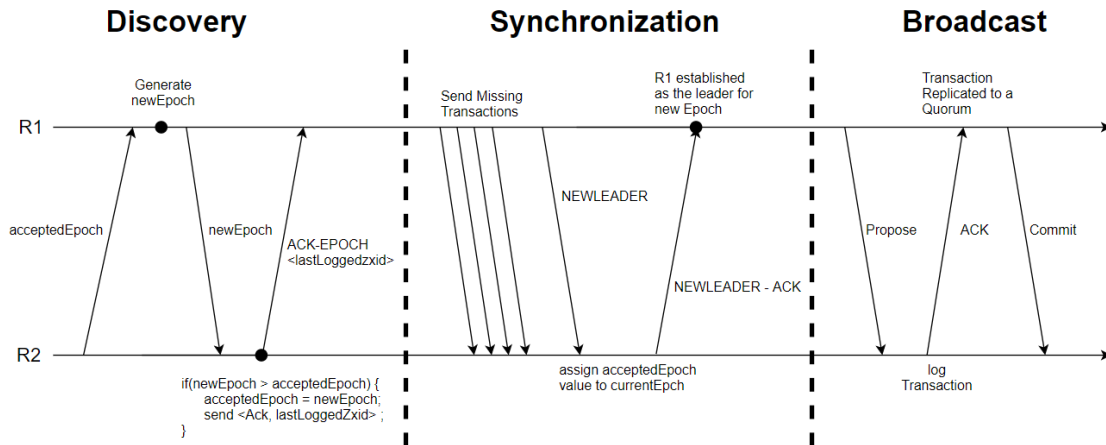 Discovery
Synchronization
Broadcast
Generate
newEpoch
R1 established
as the leader for
new Epoch
Transaction
Replicated to a
Quorum
Send Missing
Transactions
R1
acceptedEpoch
newEpoch
ACK-EPOCH
<lastLoggedzxid>
NEWLEADER
NEWLEADER - ACK
Propose
ACK
Commit
R2
if(newEpoch > acceptedEpoch) {
acceptedEpoch = newEpoch;
send <Ack, lastLoggedZxid> ;
}
assign acceptedEpoch
value to currentEpch
log
Transaction